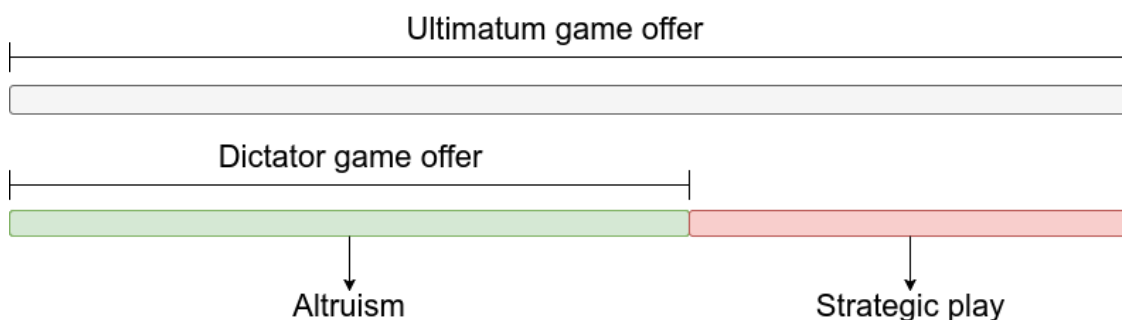 Ultimatum game offer
Dictator game offer
Altruism
Strategic play